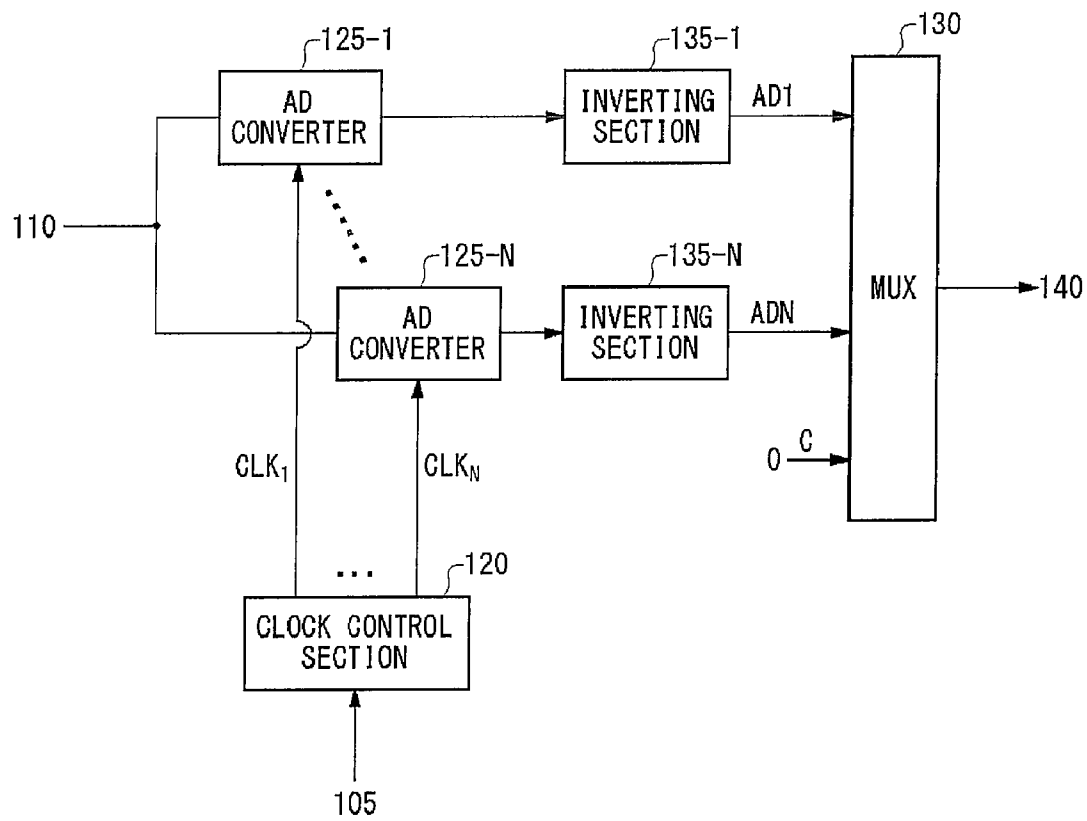 125-1
135-1
130
AD
CONVERTER
INVERTING
SECTION
AD1
110
125-N
135-N
AD
CONVERTER
INVERTING
SECTION
ADN
MUX
140
0
C
CLK1
CLKN
...
120
CLOCK CONTROL
SECTION
105